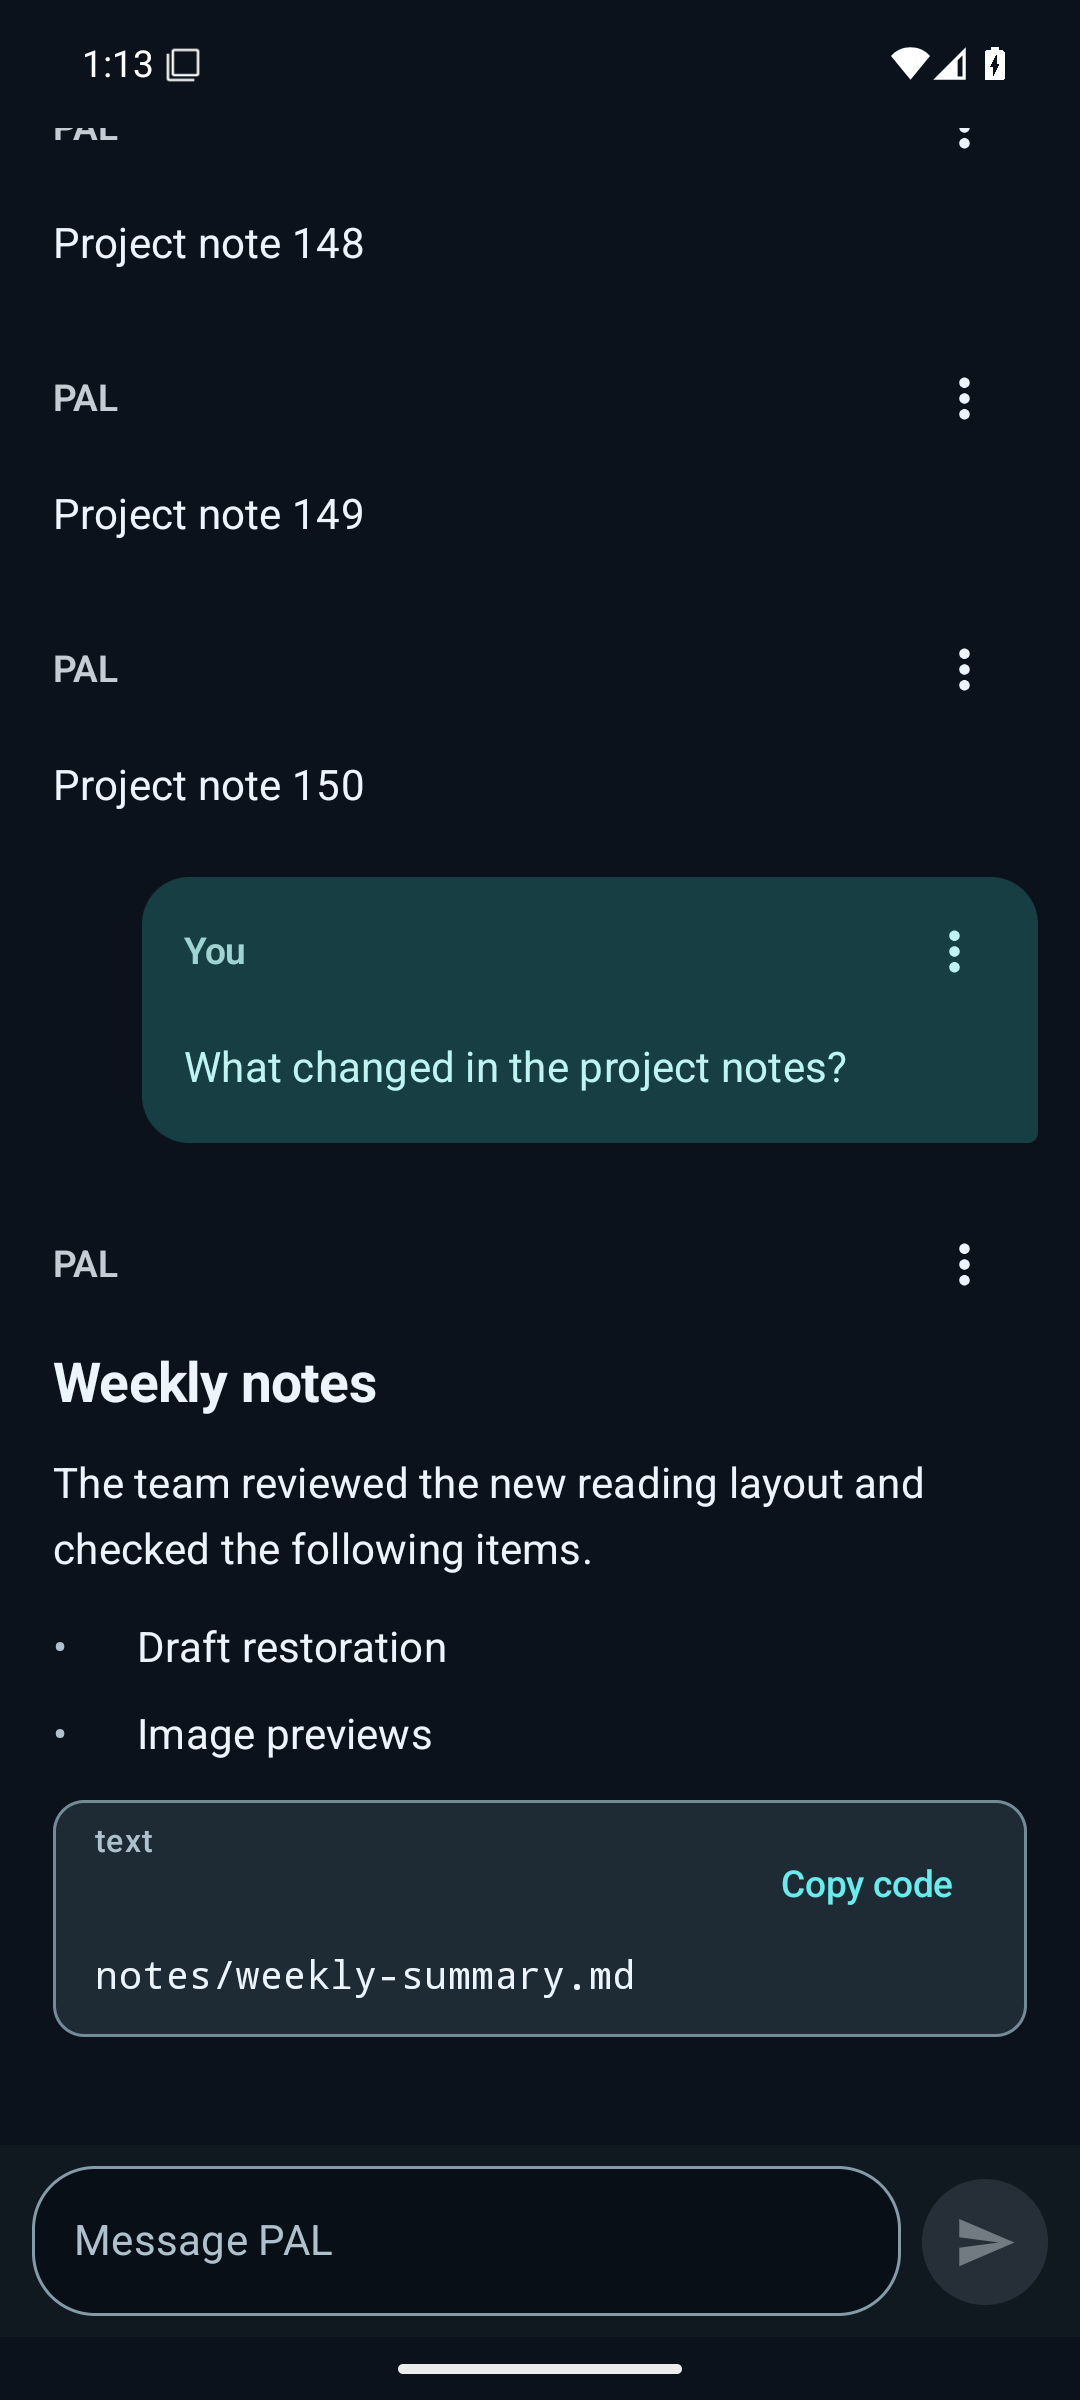 1:13
PAL
Project note 148
PAL
Project note 149
PAL
Project note 150
You
What changed in the project notes?
PAL
Weekly notes
The team reviewed the new reading layout and
checked the following items.
• Draft restoration
• Image previews
text
Copy code
notes/weekly-summary.md
Message PAL